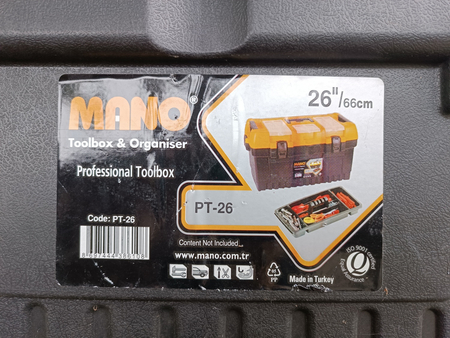 MANO®
Toolbox & Organiser
Professional Toolbox
Code: PT-26
26"/66cm
PT-26
Content Not Included
www.mano.com.tr
PP
Made in Turkey
ISO 9001